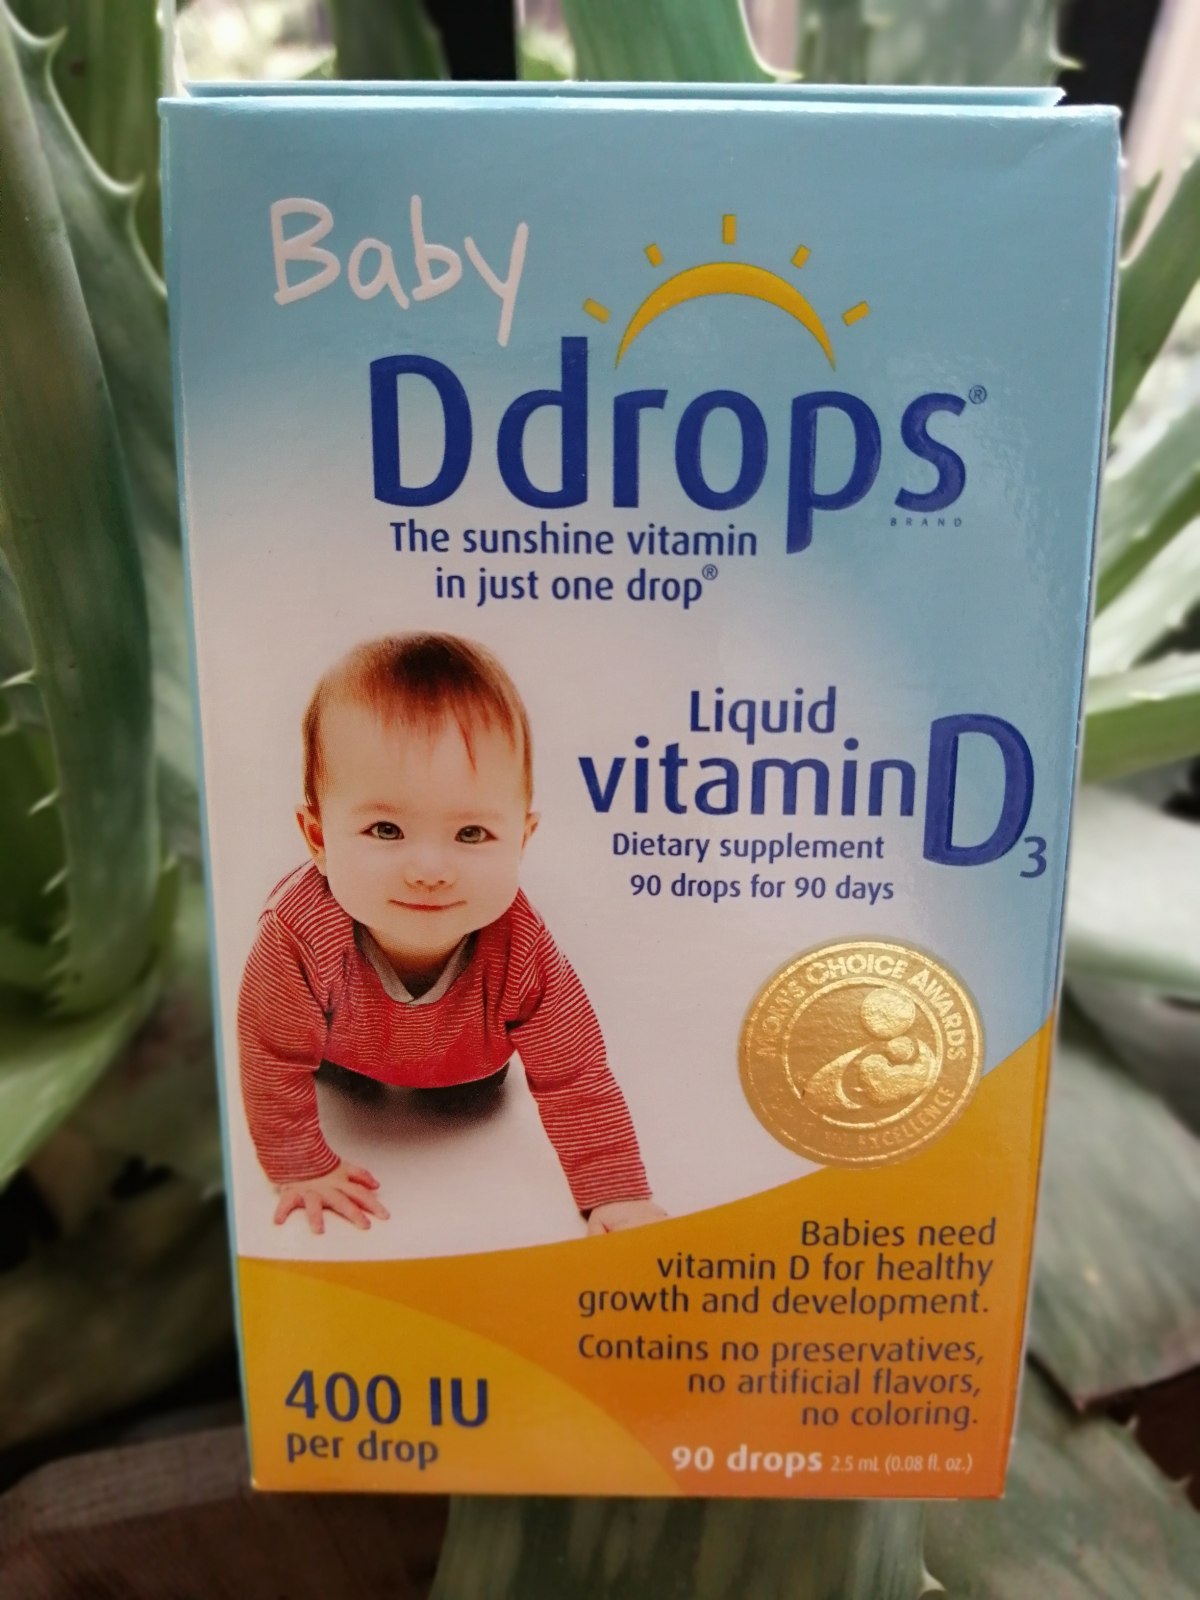 Baby
Ddrops®
BRAND
The sunshine vitamin
in just one drop®
Liquid
vitamin D3
Dietary supplement
90 drops for 90 days
MOM'S CHOICE AWARDS
EXCELLENCE
Babies need
vitamin D for healthy
growth and development.
Contains no preservatives,
no artificial flavors,
no coloring.
400 IU
per drop
90 drops 2.5 mL (0.08 fl. oz.)